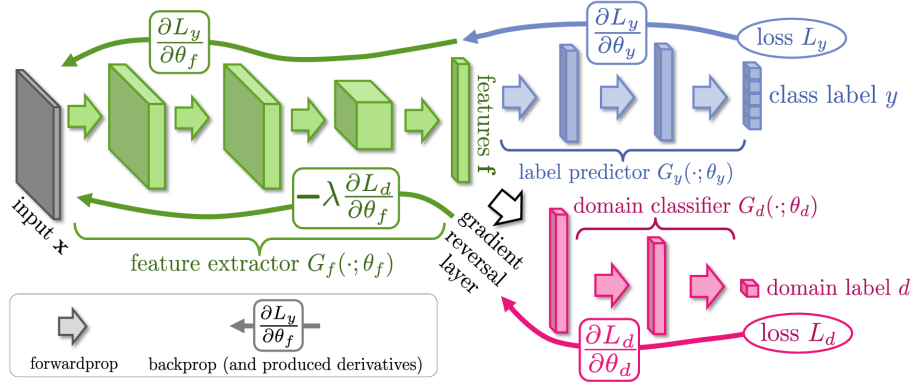 ∂L_y/∂θ_f
∂L_y/∂θ_y
loss L_y
class label y
features f
label predictor G_y(·;θ_y)
−λ ∂L_d/∂θ_f
input x
feature extractor G_f(·;θ_f)
gradient
reversal
layer
domain classifier G_d(·;θ_d)
domain label d
∂L_d/∂θ_d
loss L_d
∂L_y/∂θ_f
forwardprop
backprop (and produced derivatives)